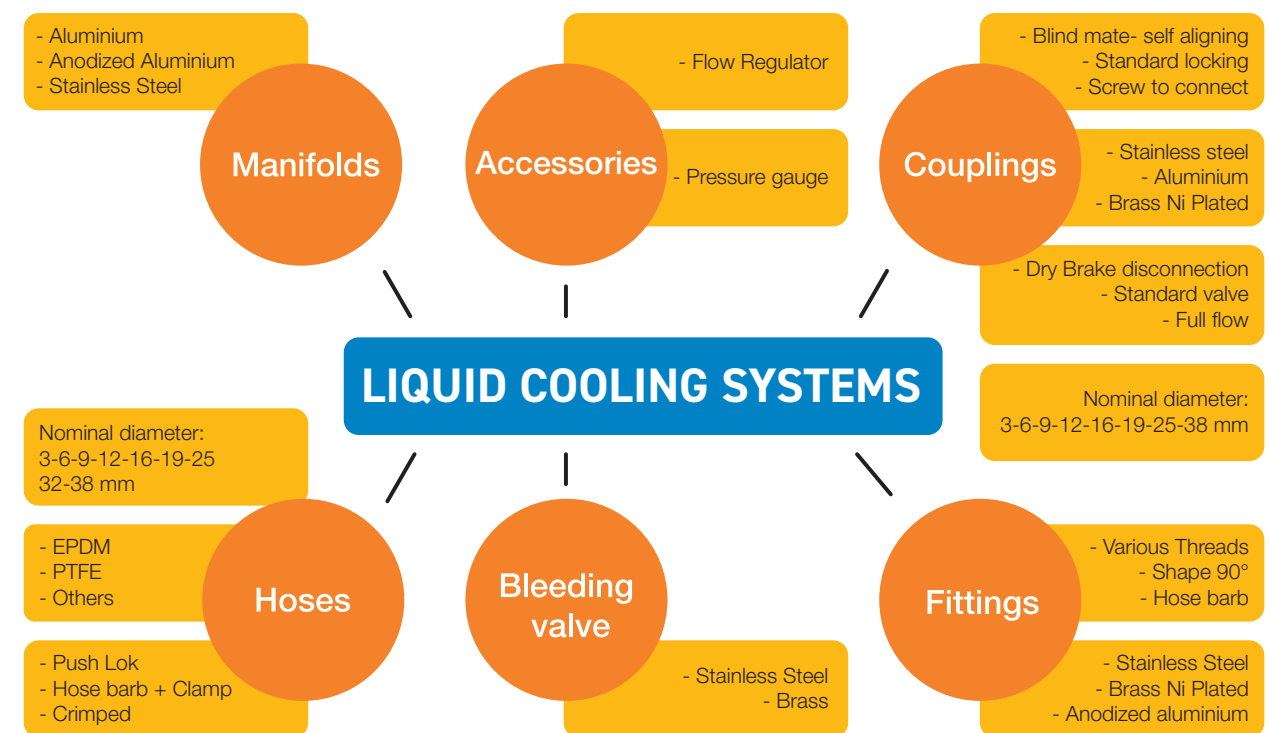 - Aluminium
- Anodized Aluminium
- Stainless Steel
Manifolds
- Flow Regulator
- Pressure gauge
Accessories
- Blind mate- self aligning
- Standard locking
- Screw to connect
- Stainless steel
- Aluminium
- Brass Ni Plated
- Dry Brake disconnection
- Standard valve
- Full flow
Nominal diameter:
3-6-9-12-16-19-25-38 mm
Couplings
LIQUID COOLING SYSTEMS
Nominal diameter:
3-6-9-12-16-19-25
32-38 mm
- EPDM
- PTFE
- Others
- Push Lok
- Hose barb + Clamp
- Crimped
Hoses
Bleeding
valve
- Stainless Steel
- Brass
Fittings
- Various Threads
- Shape 90°
- Hose barb
- Stainless Steel
- Brass Ni Plated
- Anodized aluminium